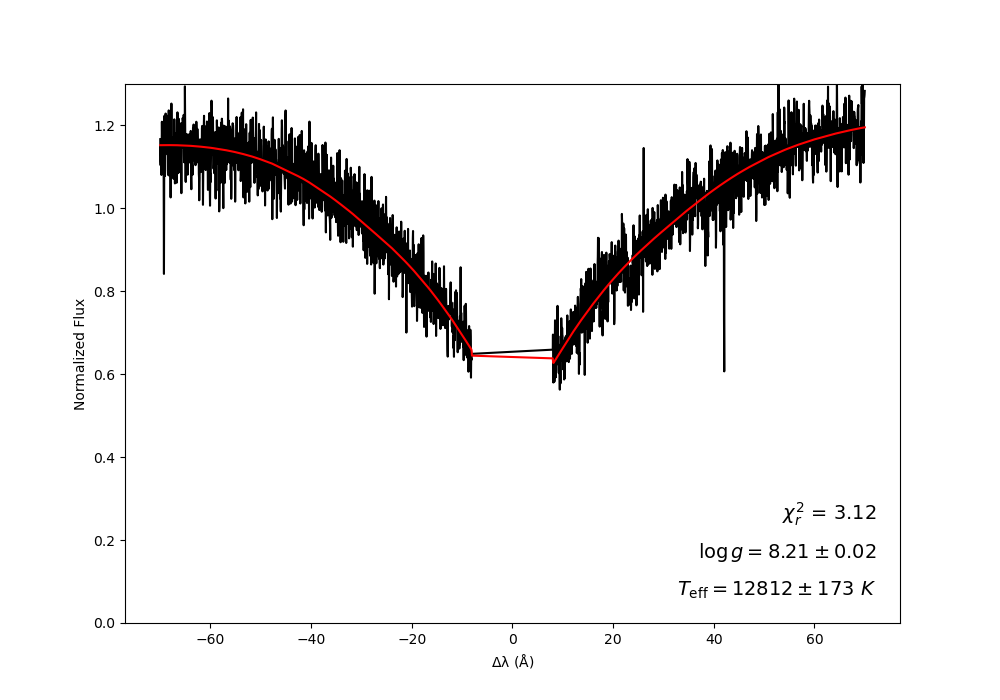 1.2
1.0
0.8
0.6
0.4
0.2
0.0
Normalized Flux
χ²ᵣ = 3.12
log g = 8.21 ± 0.02
T_eff = 12812 ± 173 K
−60 −40 −20 0 20 40 60
Δλ (Å)